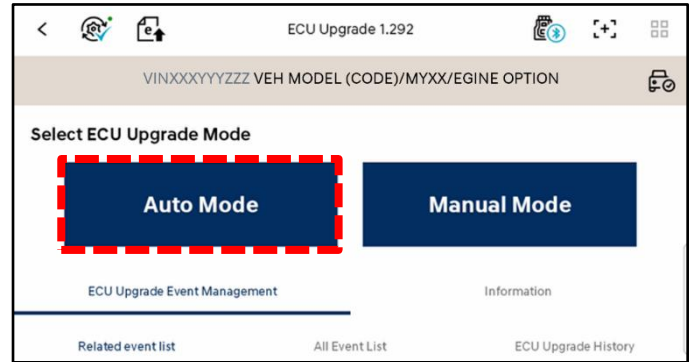 ECU Upgrade 1.292
VINXXXYYYZZZ VEH MODEL (CODE)/MYXX/EGINE OPTION
Select ECU Upgrade Mode
Auto Mode
Manual Mode
ECU Upgrade Event Management
Information
Related event list
All Event List
ECU Upgrade History